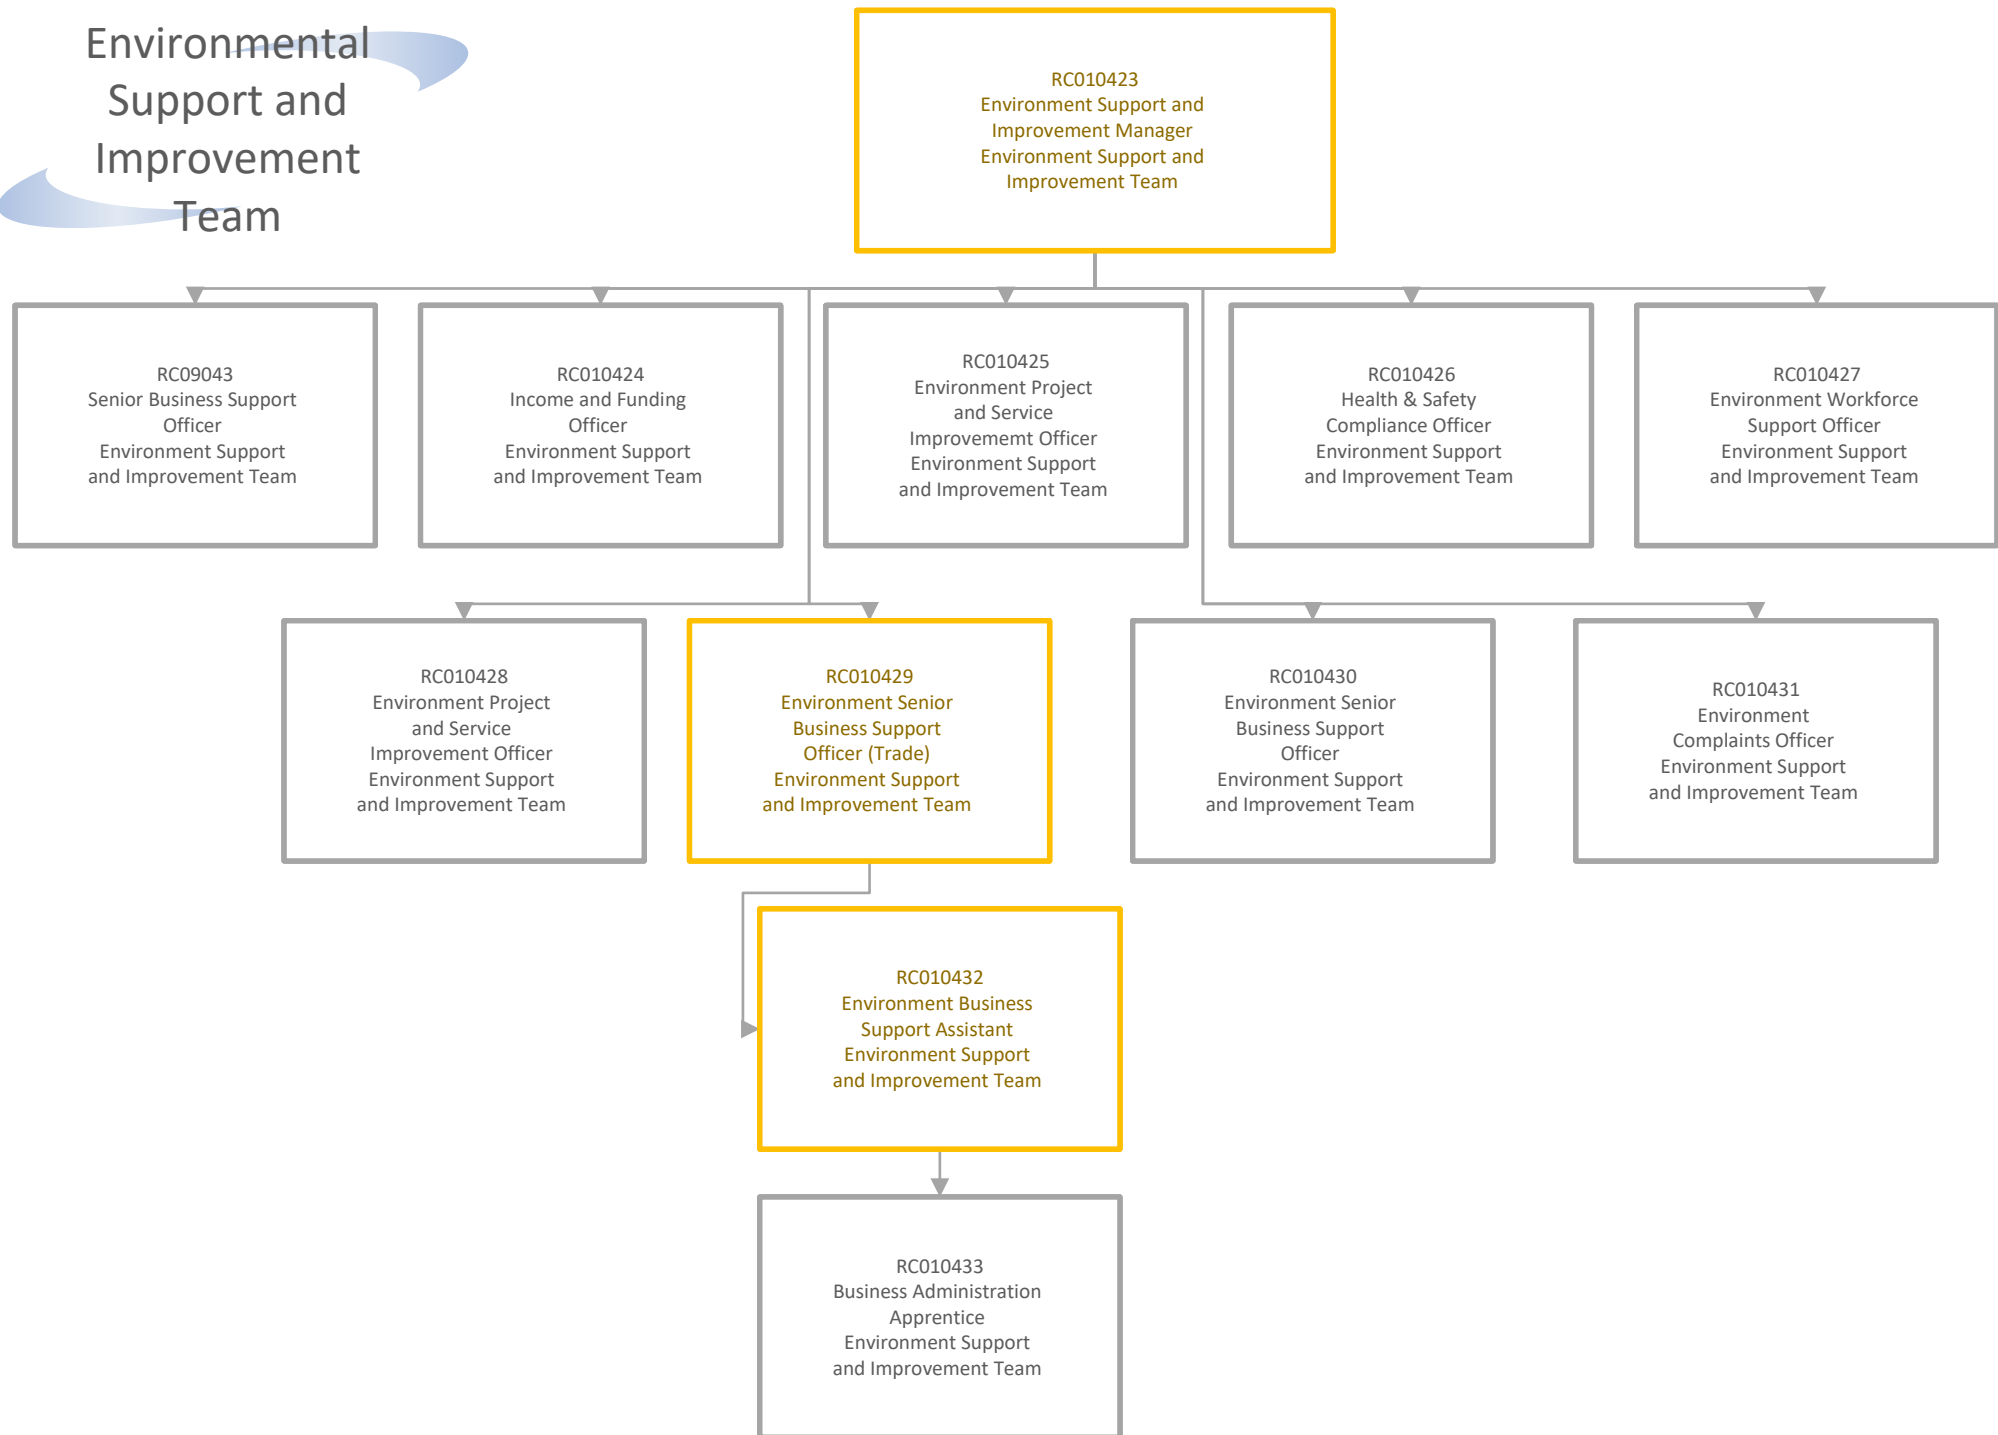 Environmental
Support and
Improvement
Team
RC010423
Environment Support and
Improvement Manager
Environment Support and
Improvement Team
RC09043
Senior Business Support
Officer
Environment Support
and Improvement Team
RC010424
Income and Funding
Officer
Environment Support
and Improvement Team
RC010425
Environment Project
and Service
Improvememt Officer
Environment Support
and Improvement Team
RC010426
Health & Safety
Compliance Officer
Environment Support
and Improvement Team
RC010427
Environment Workforce
Support Officer
Environment Support
and Improvement Team
RC010428
Environment Project
and Service
Improvement Officer
Environment Support
and Improvement Team
RC010429
Environment Senior
Business Support
Officer (Trade)
Environment Support
and Improvement Team
RC010430
Environment Senior
Business Support
Officer
Environment Support
and Improvement Team
RC010431
Environment
Complaints Officer
Environment Support
and Improvement Team
RC010432
Environment Business
Support Assistant
Environment Support
and Improvement Team
RC010433
Business Administration
Apprentice
Environment Support
and Improvement Team